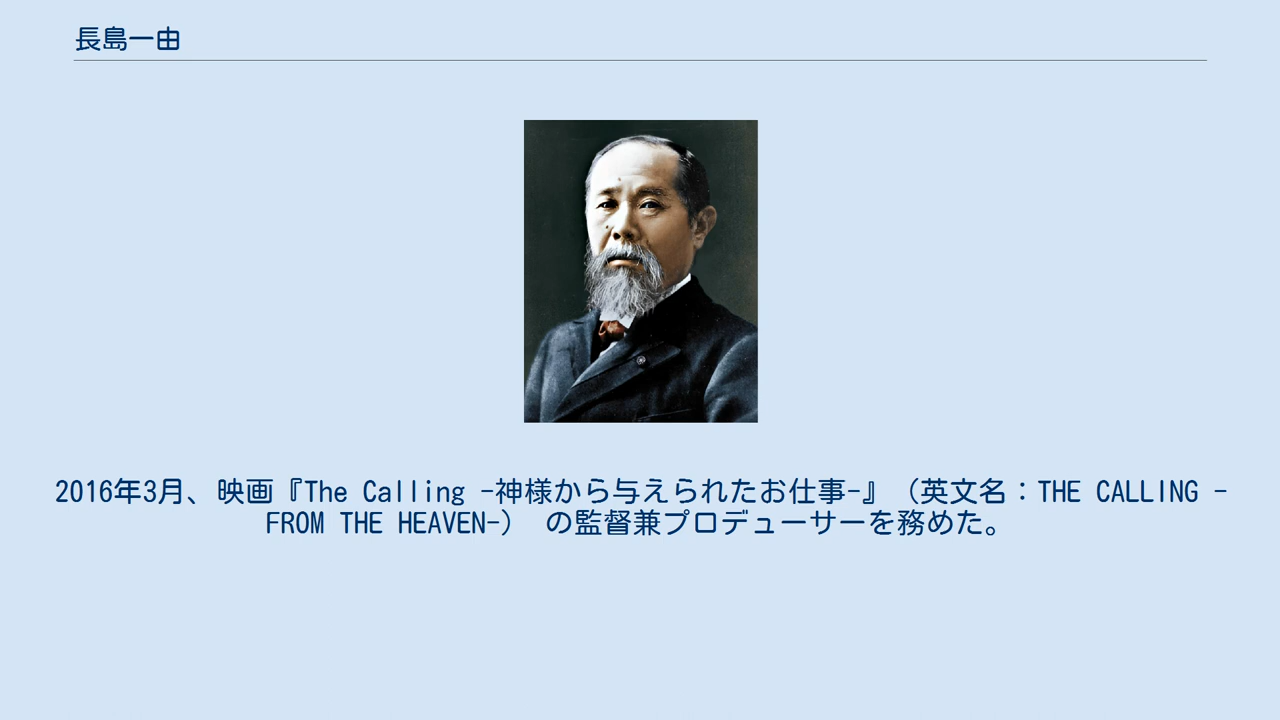 長島一由
2016年3月、映画『The Calling -神様から与えられたお仕事-』（英文名：THE CALLING -
FROM THE HEAVEN-） の監督兼プロデューサーを務めた。